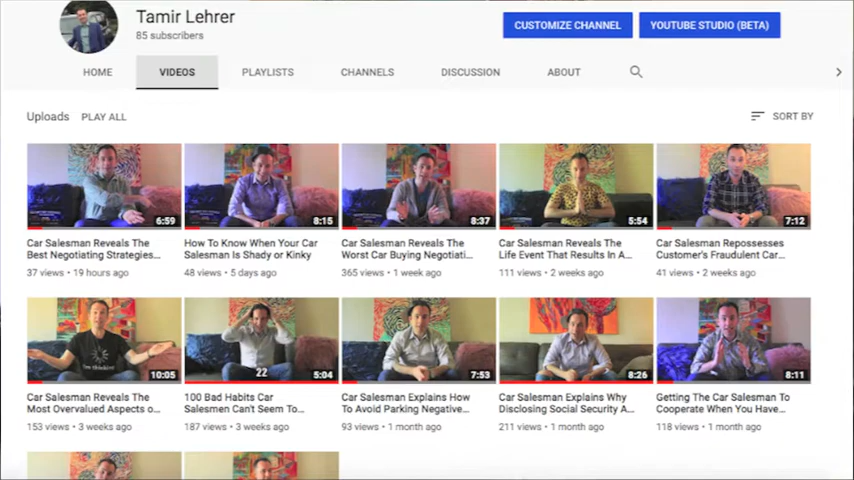 Tamir Lehrer
85 subscribers
CUSTOMIZE CHANNEL
YOUTUBE STUDIO (BETA)
HOME
VIDEOS
PLAYLISTS
CHANNELS
DISCUSSION
ABOUT
Uploads
PLAY ALL
SORT BY
6:59
Car Salesman Reveals The
Best Negotiating Strategies...
37 views • 19 hours ago
8:15
How To Know When Your Car
Salesman Is Shady or Kinky
48 views • 5 days ago
8:37
Car Salesman Reveals The
Worst Car Buying Negotiati...
365 views • 1 week ago
5:54
Car Salesman Reveals The
Life Event That Results In A...
111 views • 2 weeks ago
7:12
Car Salesman Repossesses
Customer's Fraudulent Car...
41 views • 2 weeks ago
I'm thinking
10:05
Car Salesman Reveals The
Most Overvalued Aspects o...
153 views • 3 weeks ago
22
5:04
100 Bad Habits Car
Salesmen Can't Seem To...
187 views • 3 weeks ago
7:53
Car Salesman Explains How
To Avoid Parking Negative...
93 views • 1 month ago
8:26
Car Salesman Explains Why
Disclosing Social Security A...
211 views • 1 month ago
8:11
Getting The Car Salesman To
Cooperate When You Have...
118 views • 1 month ago